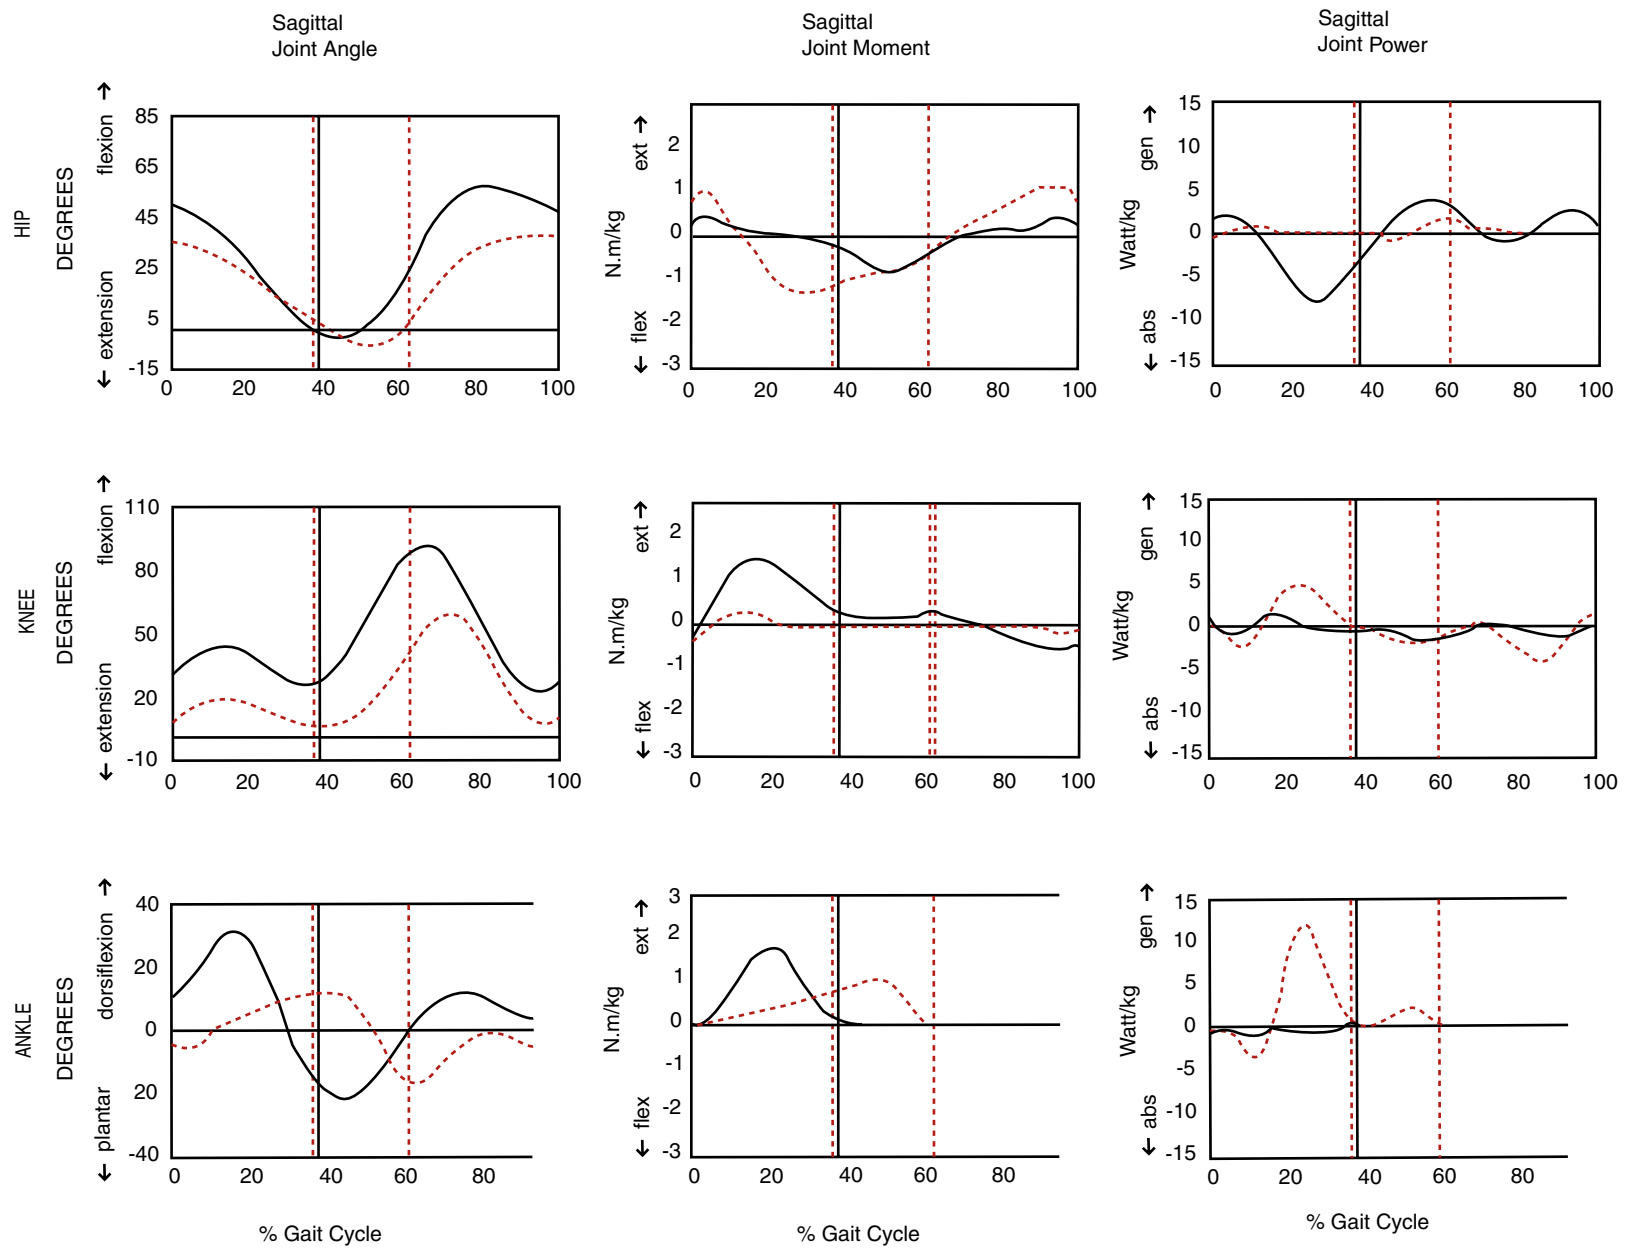 Sagittal
Joint Angle
Sagittal
Joint Moment
Sagittal
Joint Power
HIP
DEGREES
← extension flexion →
85
65
45
25
5
-15
0 20 40 60 80 100
N.m/kg
← flex ext →
2
1
0
-1
-2
-3
0 20 40 60 80 100
Watt/kg
← abs gen →
15
10
5
0
-5
-10
-15
0 20 40 60 80 100
KNEE
DEGREES
← extension flexion →
110
80
50
20
-10
0 20 40 60 80 100
N.m/kg
← flex ext →
2
1
0
-1
-2
-3
0 20 40 60 80 100
Watt/kg
← abs gen →
15
10
5
0
-5
-10
-15
0 20 40 60 80 100
ANKLE
DEGREES
← plantar dorsiflexion →
40
20
0
20
-40
0 20 40 60 80
% Gait Cycle
N.m/kg
← flex ext →
3
2
1
0
-1
-2
-3
0 20 40 60 80
% Gait Cycle
Watt/kg
← abs gen →
15
10
5
0
-5
-10
-15
0 20 40 60 80
% Gait Cycle